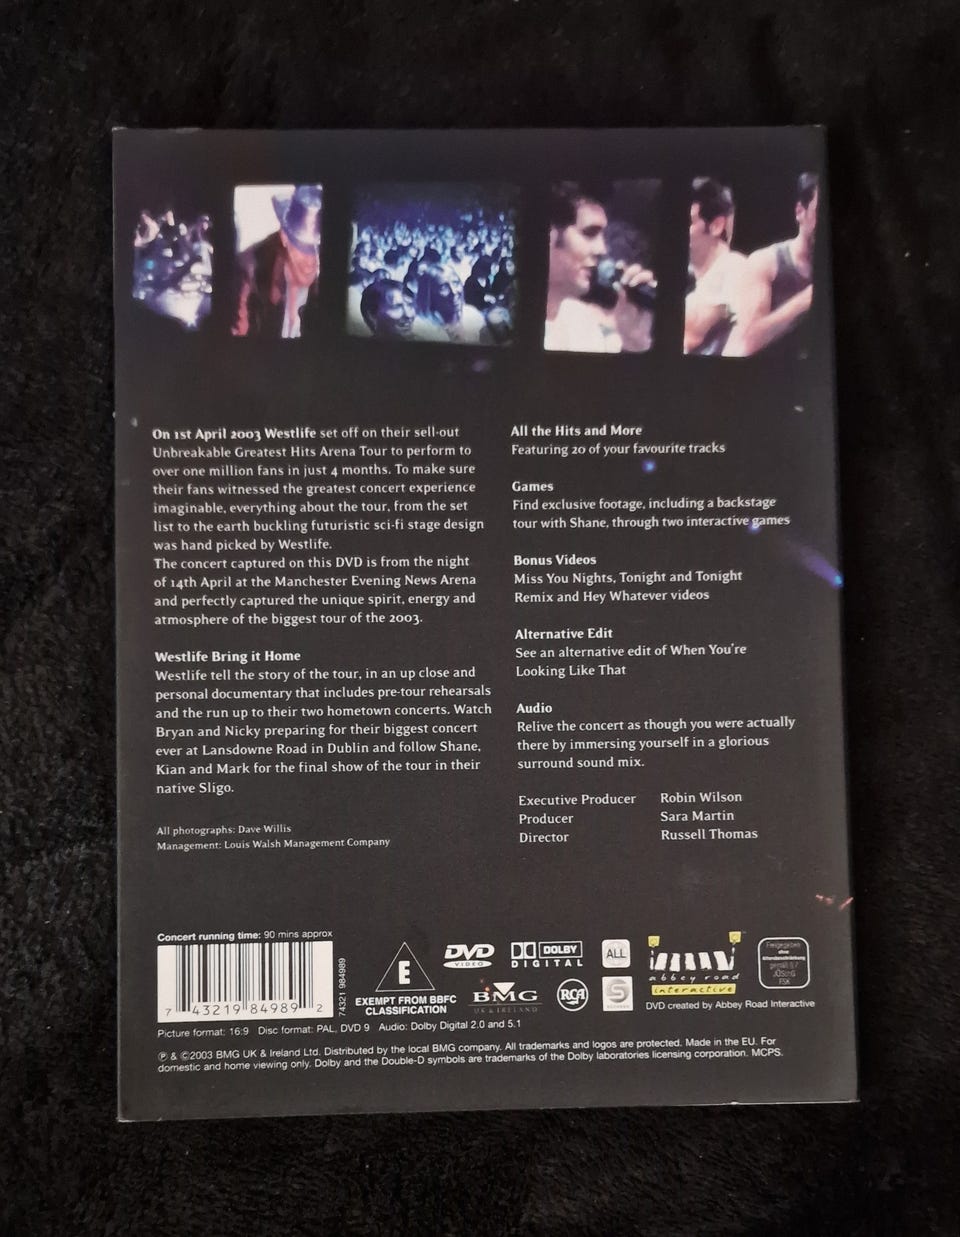 On 1st April 2003 Westlife set off on their sell-out
Unbreakable Greatest Hits Arena Tour to perform to
over one million fans in just 4 months. To make sure
their fans witnessed the greatest concert experience
imaginable, everything about the tour, from the set
list to the earth buckling futuristic sci-fi stage design
was hand picked by Westlife.
The concert captured on this DVD is from the night
of 14th April at the Manchester Evening News Arena
and perfectly captured the unique spirit, energy and
atmosphere of the biggest tour of the 2003.
Westlife Bring it Home
Westlife tell the story of the tour, in an up close and
personal documentary that includes pre-tour rehearsals
and the run up to their two hometown concerts. Watch
Bryan and Nicky preparing for their biggest concert
ever at Lansdowne Road in Dublin and follow Shane,
Kian and Mark for the final show of the tour in their
native Sligo.
All photographs: Dave Willis
Management: Louis Walsh Management Company
All the Hits and More
Featuring 20 of your favourite tracks
Games
Find exclusive footage, including a backstage
tour with Shane, through two interactive games
Bonus Videos
Miss You Nights, Tonight and Tonight
Remix and Hey Whatever videos
Alternative Edit
See an alternative edit of When You're
Looking Like That
Audio
Relive the concert as though you were actually
there by immersing yourself in a glorious
surround sound mix.
Executive Producer Robin Wilson
Producer Sara Martin
Director Russell Thomas
Concert running time: 90 mins approx
7 43219 84989 2
74321 984989
E
EXEMPT FROM BBFC
CLASSIFICATION
DVD
VIDEO
DOLBY
DIGITAL
BMG
UK & IRELAND
RCA
ALL
S
RECORDS
abbey road
interactive
DVD created by Abbey Road Interactive
Freigegeben
ohne
Altersbeschränkung
gemäß § 7
JÖSchG
FSK
Picture format: 16:9 Disc format: PAL, DVD 9 Audio: Dolby Digital 2.0 and 5.1
℗ & ©2003 BMG UK & Ireland Ltd. Distributed by the local BMG company. All trademarks and logos are protected. Made in the EU. For
domestic and home viewing only. Dolby and the Double-D symbols are trademarks of the Dolby laboratories licensing corporation. MCPS.